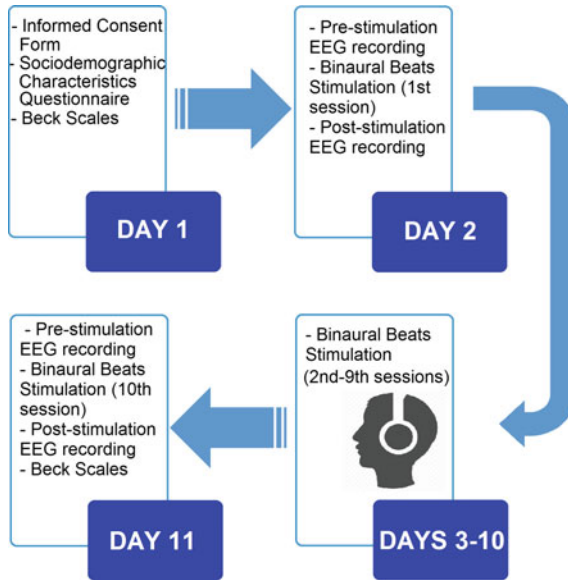 - Informed Consent
Form
- Sociodemographic
Characteristics
Questionnaire
- Beck Scales
DAY 1
- Pre-stimulation
EEG recording
- Binaural Beats
Stimulation (1st
session)
- Post-stimulation
EEG recording
DAY 2
- Binaural Beats
Stimulation
(2nd-9th sessions)
DAYS 3-10
- Pre-stimulation
EEG recording
- Binaural Beats
Stimulation (10th
session)
- Post-stimulation
EEG recording
- Beck Scales
DAY 11